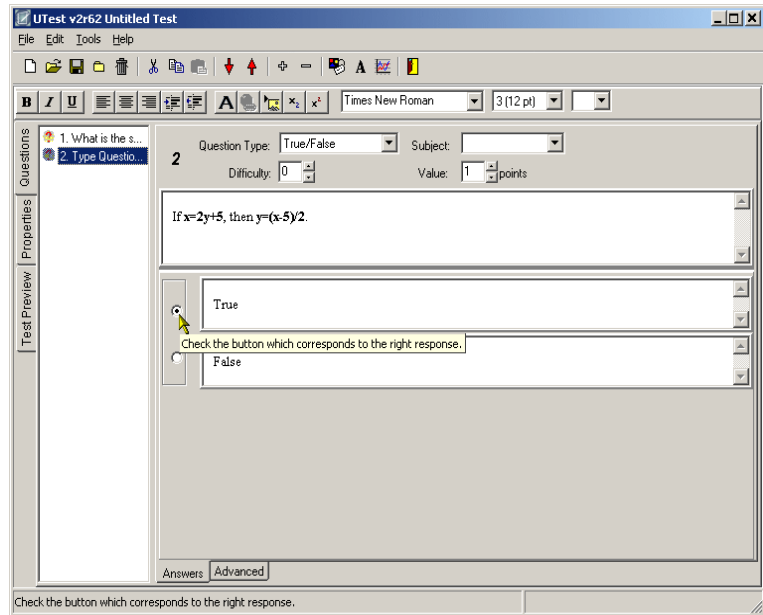 UTest v2r62 Untitled Test
File Edit Tools Help
B I U A x₂ x² Times New Roman 3 (12 pt)
Questions
Properties
Test Preview
1. What is the s...
2. Type Questio...
2
Question Type: True/False Subject:
Difficulty: 0 Value: 1 points
If x=2y+5, then y=(x-5)/2.
True
Check the button which corresponds to the right response.
False
Answers Advanced
Check the button which corresponds to the right response.